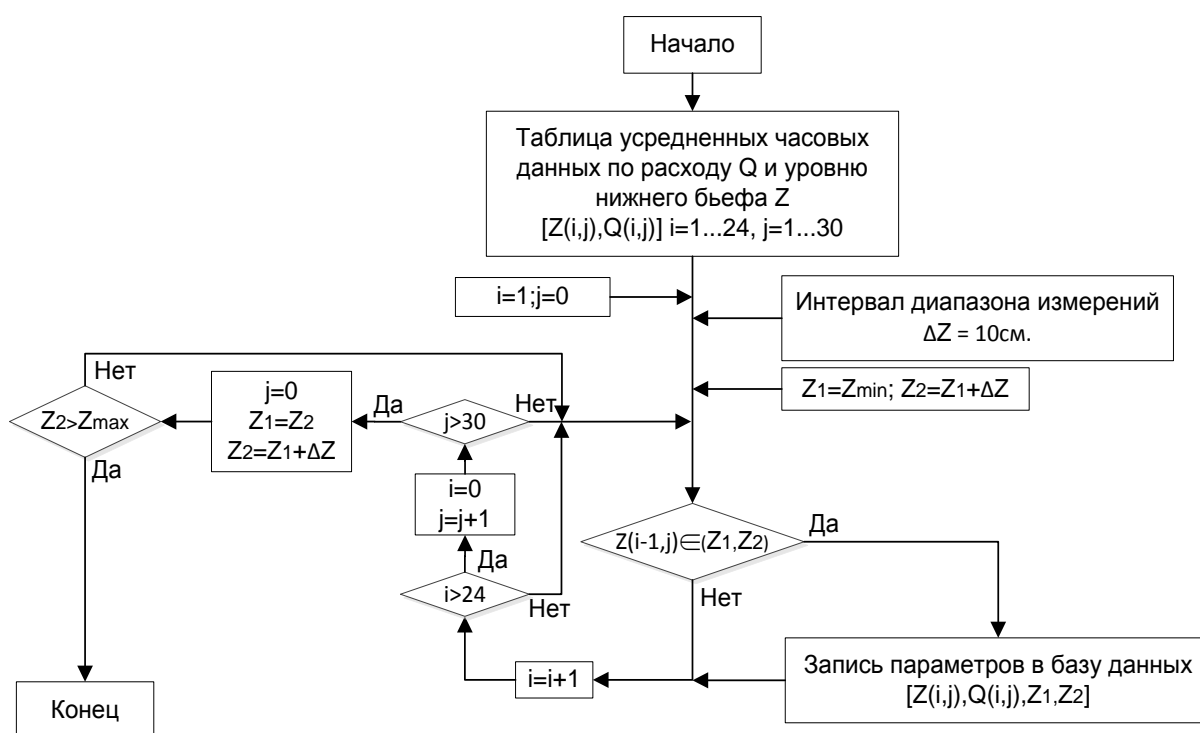 Начало
Таблица усредненных часовых
данных по расходу Q и уровню
нижнего бьефа Z
[Z(i,j),Q(i,j)] i=1...24, j=1...30
i=1;j=0
Интервал диапазона измерений
ΔZ = 10см.
Z1=Zmin; Z2=Z1+ΔZ
Нет
Z2>Zmax
Да
j=0
Z1=Z2
Z2=Z1+ΔZ
Да
j>30
Нет
i=0
j=j+1
Да
i>24
Нет
Z(i-1,j)∈(Z1,Z2)
Да
Нет
i=i+1
Запись параметров в базу данных
[Z(i,j),Q(i,j),Z1,Z2]
Конец